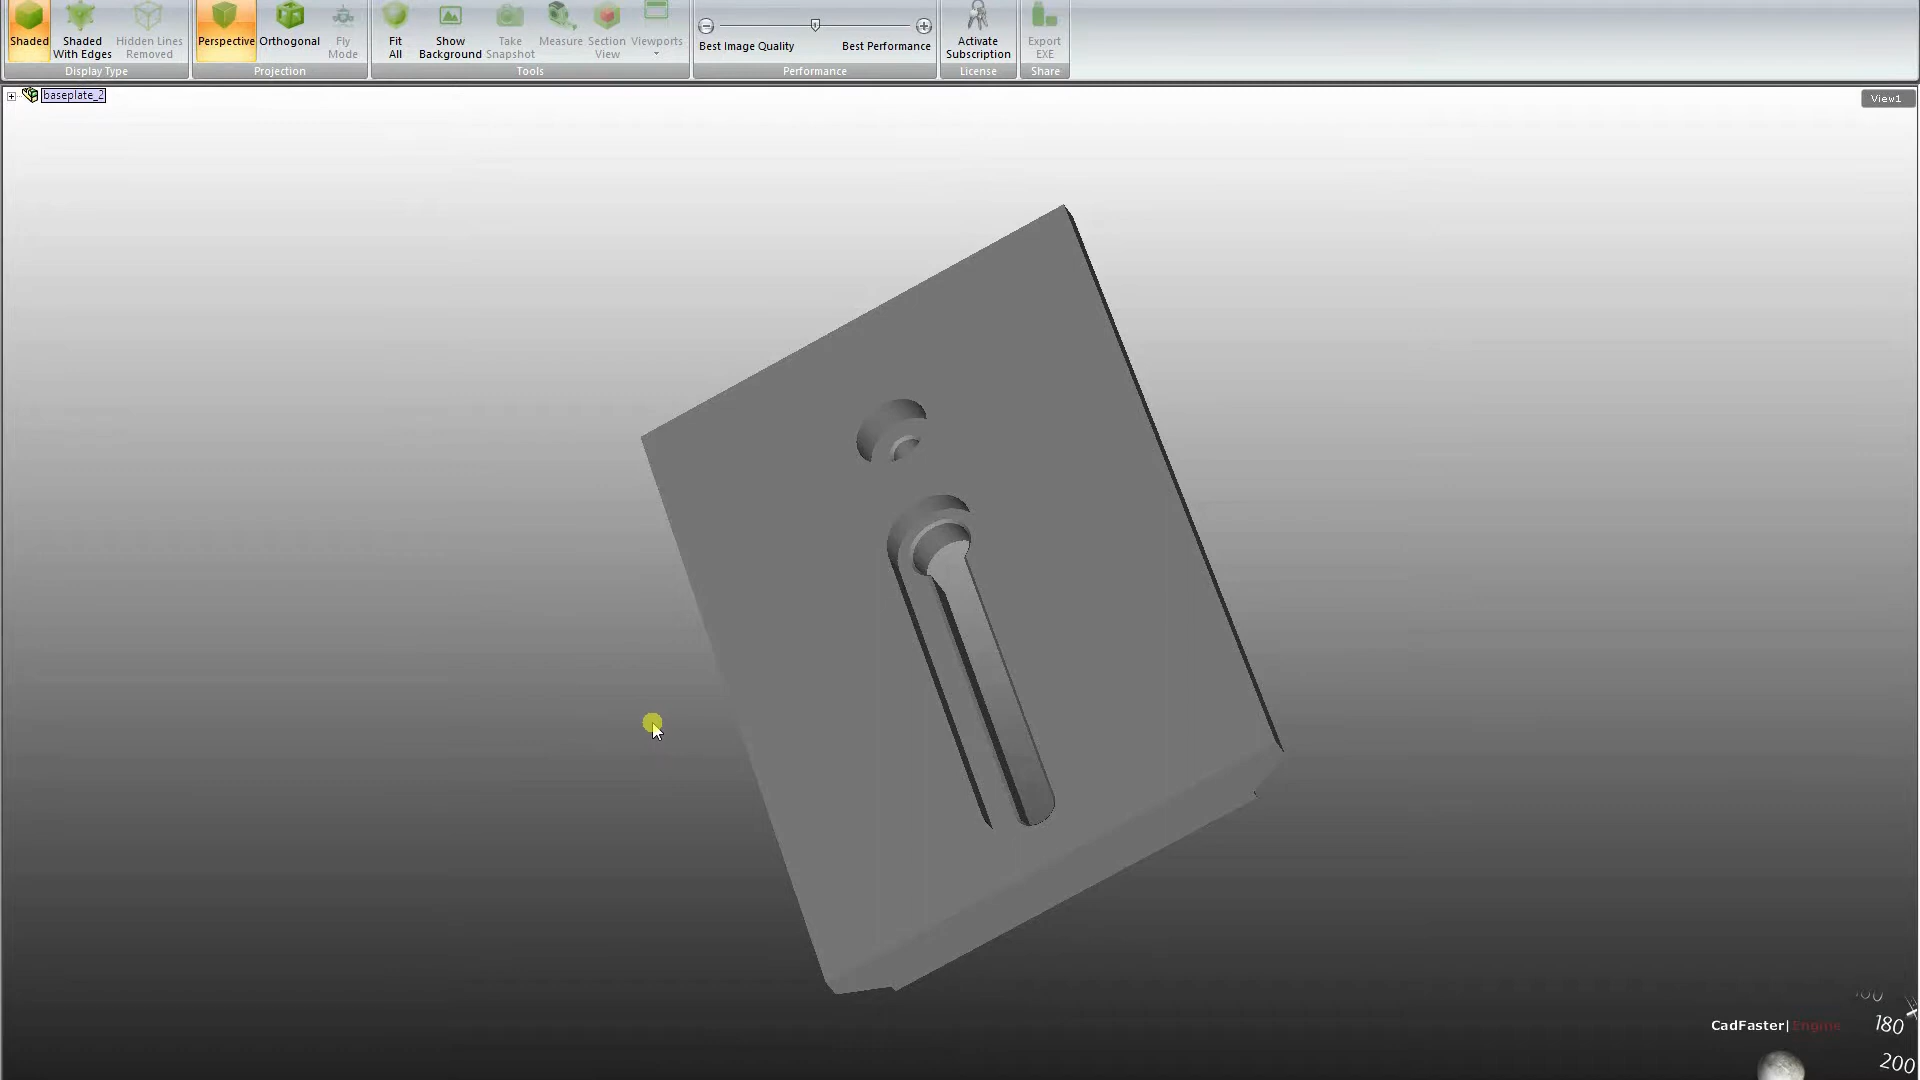 Shaded
Shaded With Edges
Hidden Lines Removed
Display Type
Perspective
Orthogonal
Fly Mode
Projection
Fit All
Show Background
Take Snapshot
Measure
Section View
Viewports
Tools
Best Image Quality
Best Performance
Performance
Activate Subscription
License
Export EXE
Share
baseplate_2
View1
CadFaster|Engine
180
200